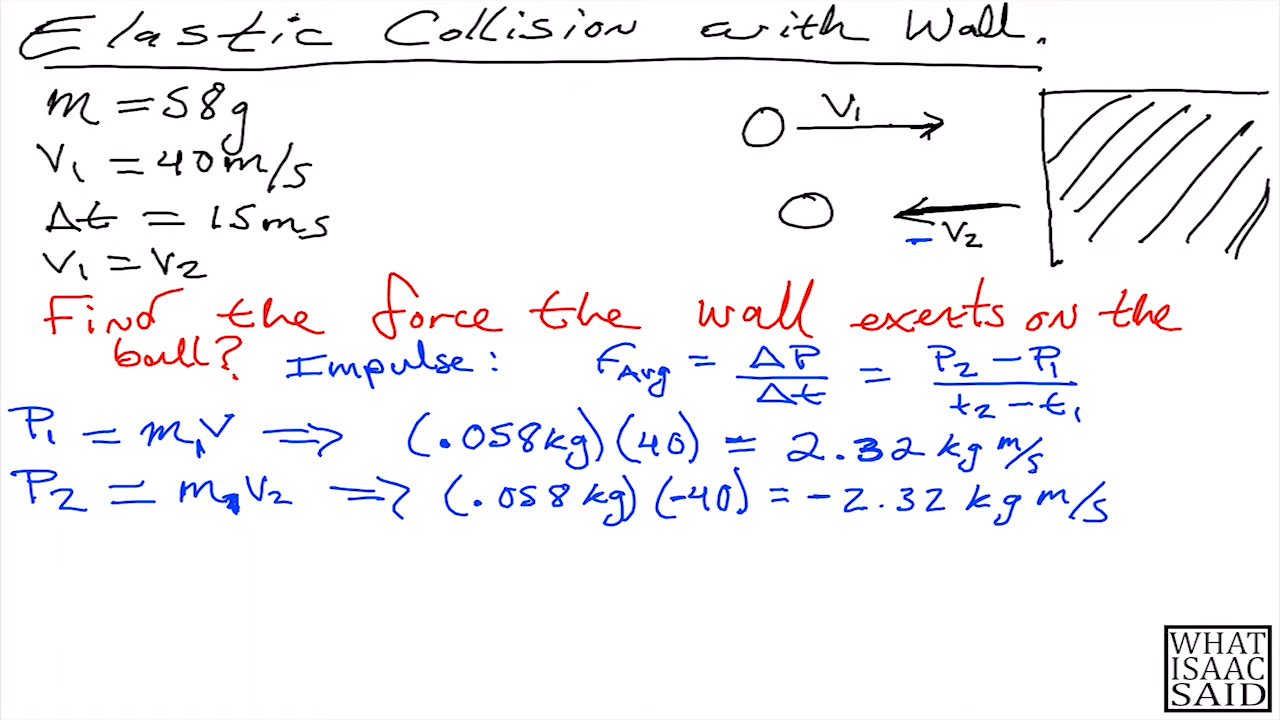 Elastic Collision with Wall.
m = 58g
V₁ = 40m/s
Δt = 15ms
V₁ = V₂
V₁
- V₂
Find the force the wall exerts on the
ball? Impulse: F_Avg = ΔP/Δt = (P₂ - P₁)/(t₂ - t₁)
P₁ = m₁V ⟹ (.058kg)(40) = 2.32 kg m/s
P₂ = m V₂ ⟹ (.058kg)(-40) = -2.32 kg m/s
WHAT
ISAAC
SAID